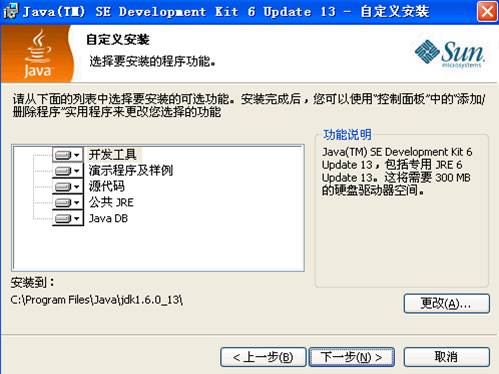 Java(TM) SE Development Kit 6 Update 13 - 自定义安装
自定义安装
选择要安装的程序功能。
Java
Sun
microsystems
请从下面的列表中选择要安装的可选功能。安装完成后，您可以使用“控制面板”中的“添加/
删除程序”实用程序来更改您选择的功能
开发工具
演示程序及样例
源代码
公共 JRE
Java DB
功能说明
Java(TM) SE Development Kit 6
Update 13，包括专用 JRE 6
Update 13。这将需要 300 MB
的硬盘驱动器空间。
安装到：
C:\Program Files\Java\jdk1.6.0_13\
更改(A)...
< 上一步(B)
下一步(N) >
取消